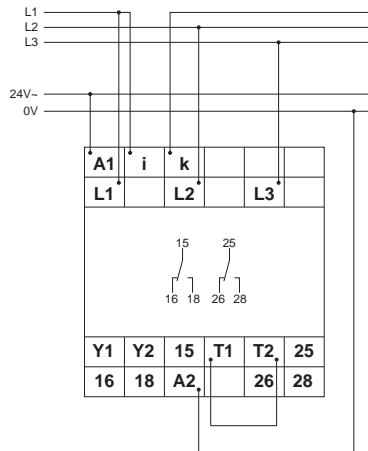 L1
L2
L3
24V~
0V
A1 i k
L1 L2 L3
15 25
16 18 26 28
Y1 Y2 15 T1 T2 25
16 18 A2 26 28